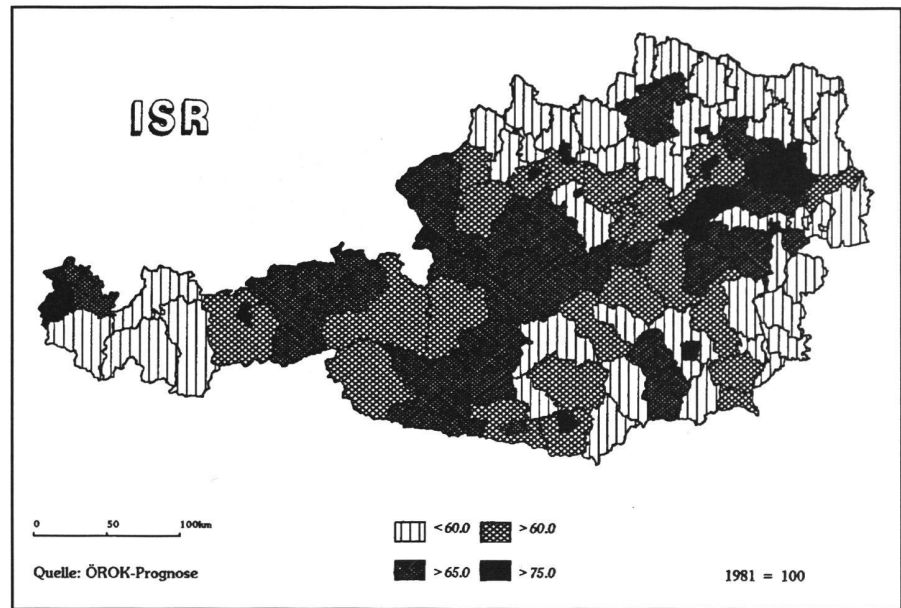 ISR
0 50 100km
<60.0 >60.0
>65.0 >75.0
Quelle: ÖROK-Prognose
1981 = 100